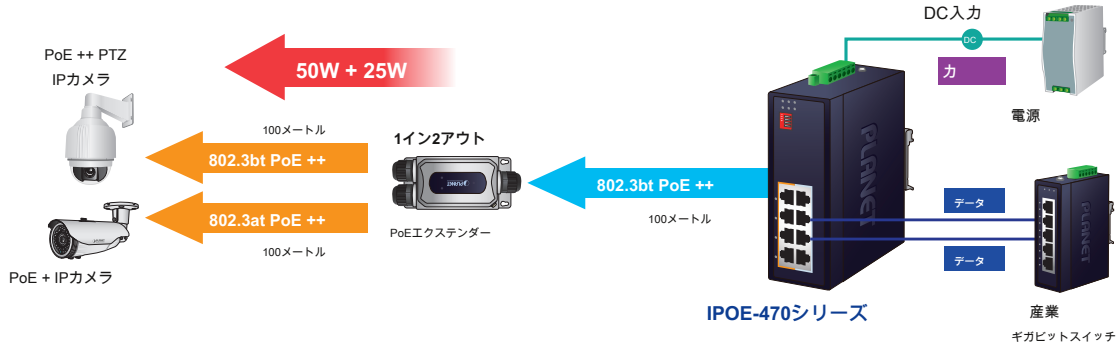 DC入力
DC
力
電源
PoE ++ PTZ
IPカメラ
50W + 25W
100メートル
802.3bt PoE ++
1イン2アウト
PLANET
PoEエクステンダー
802.3at PoE ++
100メートル
PoE + IPカメラ
802.3bt PoE ++
100メートル
PLANET
IPOE-470シリーズ
データ
データ
PLANET
産業
ギガビットスイッチ